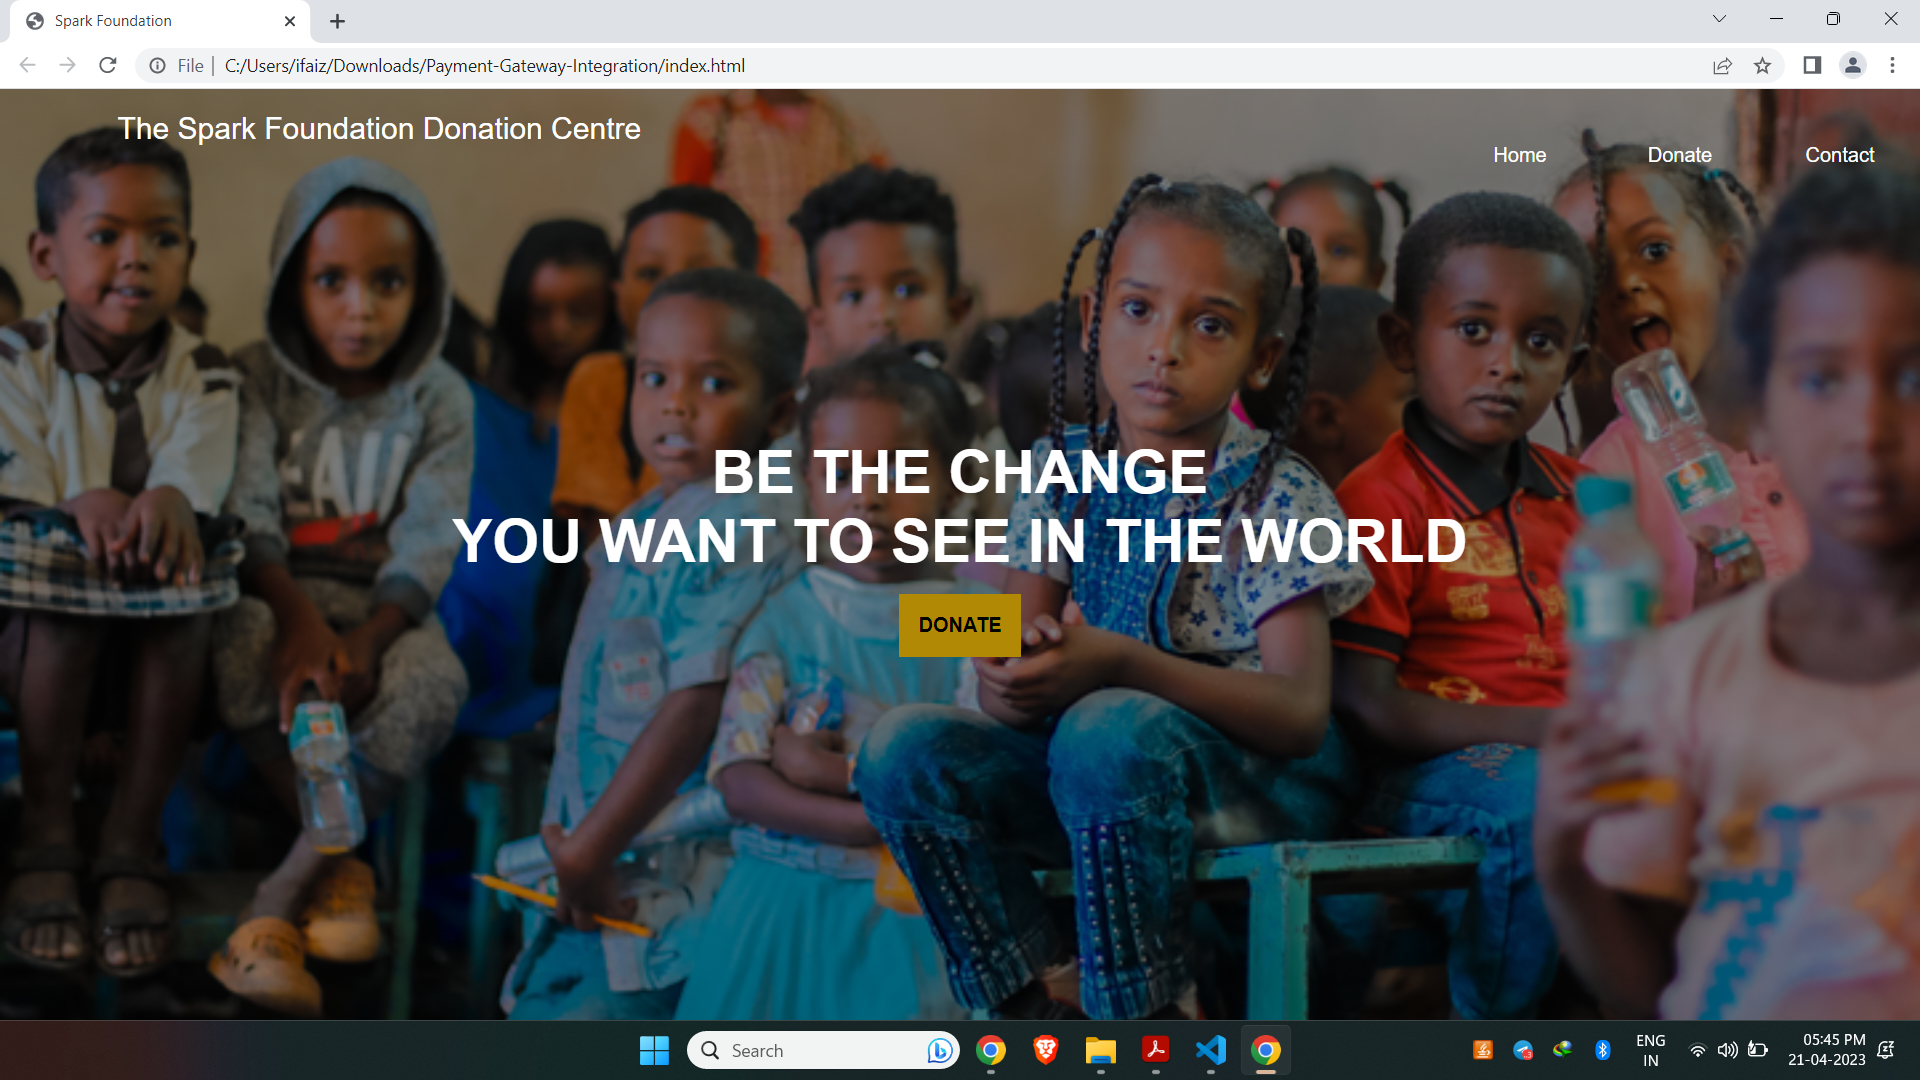 Spark Foundation
File
C:/Users/ifaiz/Downloads/Payment-Gateway-Integration/index.html
The Spark Foundation Donation Centre
Home
Donate
Contact
BE THE CHANGE
YOU WANT TO SEE IN THE WORLD
DONATE
Search
ENG
IN
05:45 PM
21-04-2023